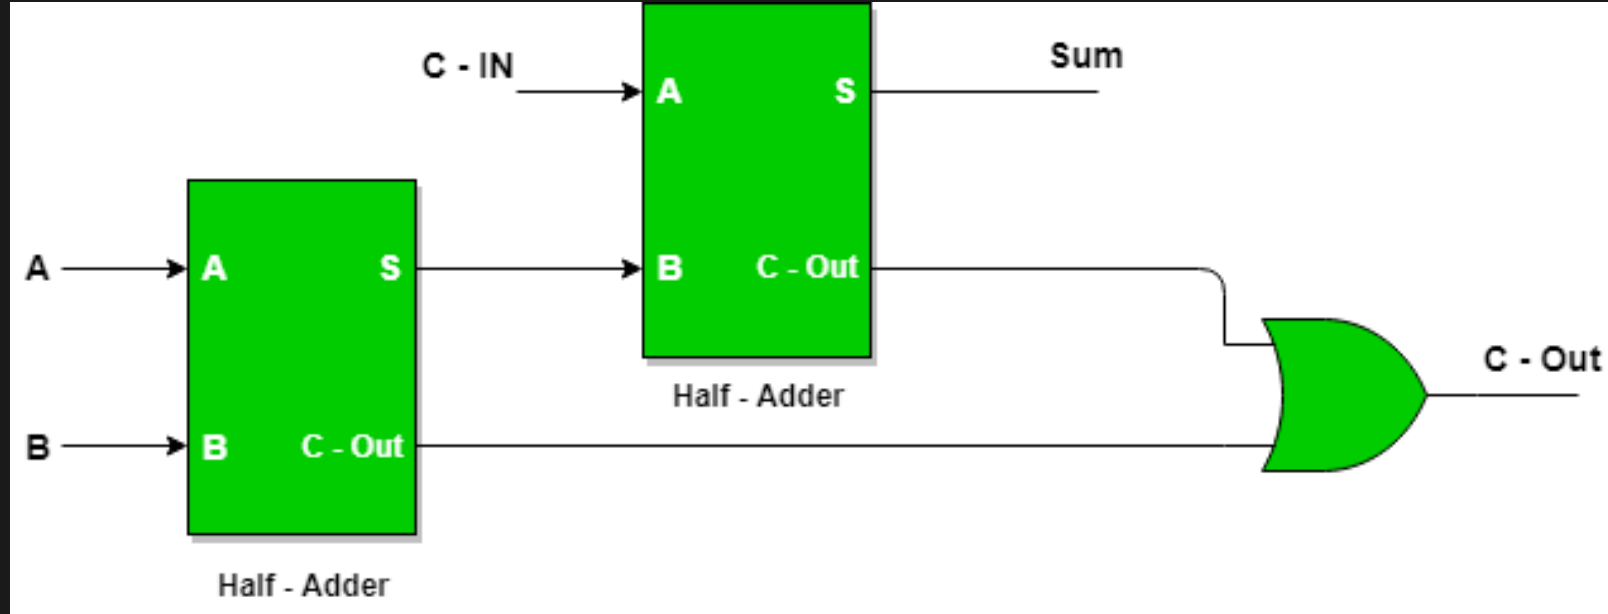 C - IN
Sum
A
S
A
A
S
B
C - Out
C - Out
Half - Adder
B
B
C - Out
Half - Adder